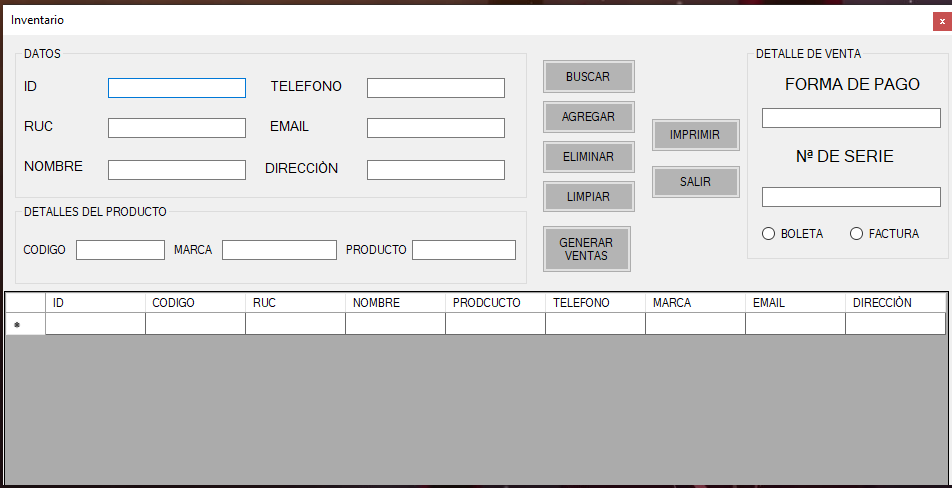 Inventario
x
DATOS
ID
TELEFONO
RUC
EMAIL
NOMBRE
DIRECCIÒN
DETALLES DEL PRODUCTO
CODIGO
MARCA
PRODUCTO
BUSCAR
AGREGAR
ELIMINAR
LIMPIAR
GENERAR
VENTAS
IMPRIMIR
SALIR
DETALLE DE VENTA
FORMA DE PAGO
Nª DE SERIE
BOLETA
FACTURA
ID CODIGO RUC NOMBRE PRODCUCTO TELEFONO MARCA EMAIL DIRECCIÓN